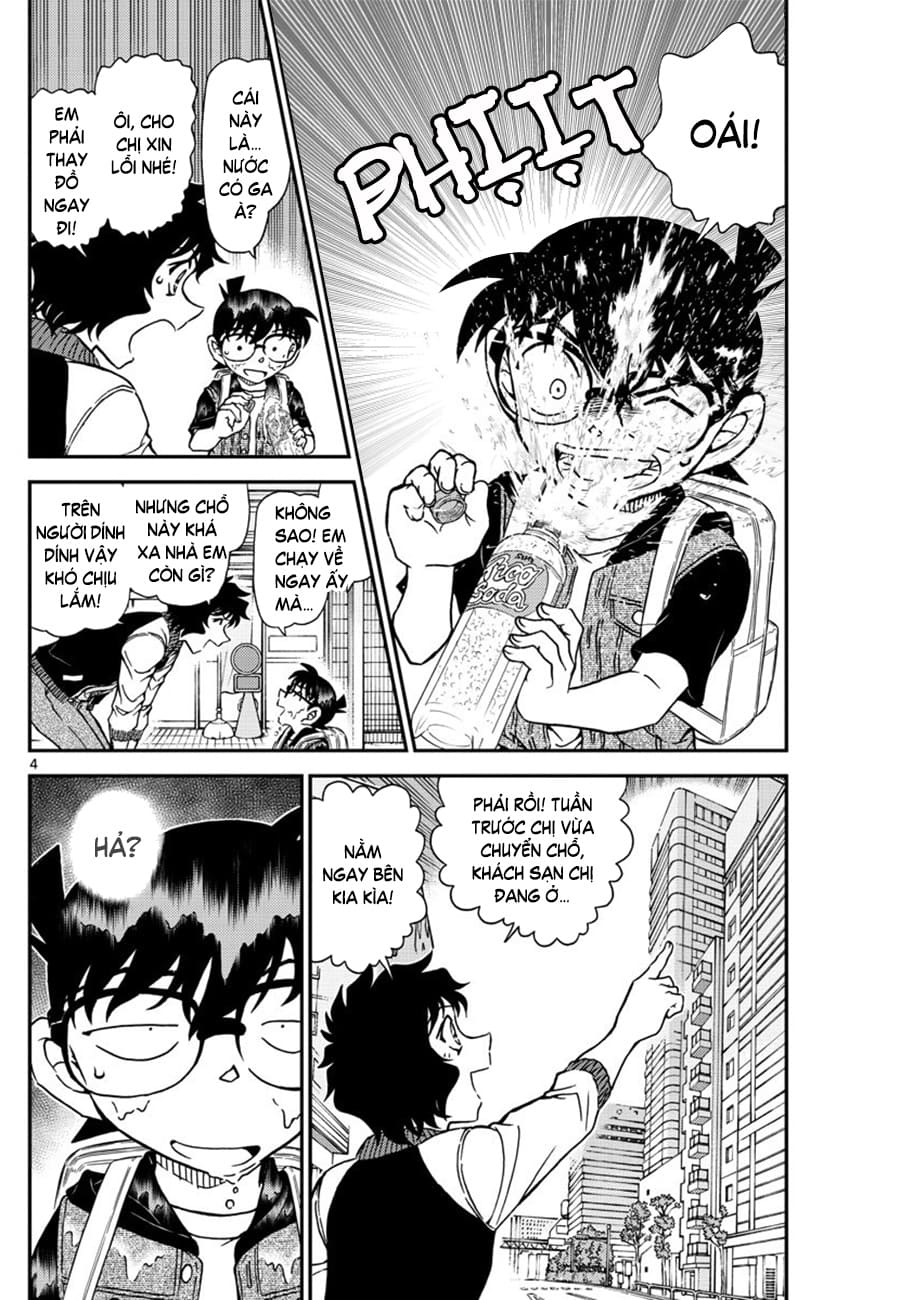 OÁI!
PHỊỊT
CÁI
NÀY
LÀ...
NƯỚC
CÓ GA
À?
ÔI, CHO
CHỊ XIN
LỖI NHÉ!
EM
PHẢI
THAY
ĐỒ
NGAY
ĐI!
KHÔNG
SAO! EM
CHẠY VỀ
NGAY ẤY
MÀ...
NHƯNG CHỖ
NÀY KHÁ
XA NHÀ EM
CÒN GÌ?
TRÊN
NGƯỜI DÍNH
DÍNH VẬY
KHÓ CHỊU
LẮM!
4
PHẢI RỒI! TUẦN
TRƯỚC CHỊ VỪA
CHUYỂN CHỖ,
KHÁCH SẠN CHỊ
ĐANG Ở...
NẰM
NGAY BÊN
KIA KÌA!
HẢ?